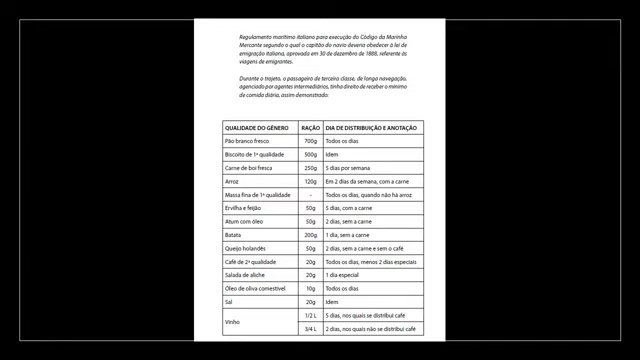 Regulamento marítimo italiano para execução do Código da Marinha
Mercante segundo o qual o capitão do navio deveria obedecer à lei de
emigração italiana, aprovada em 30 de dezembro de 1888, referente às
viagens de emigrantes.
Durante o trajeto, o passageiro de terceira classe, de longa navegação,
agenciado por agentes intermediários, tinha direito de receber o mínimo
de comida diária, assim demonstrado:
QUALIDADE DO GÊNERO RAÇÃO DIA DE DISTRIBUIÇÃO E ANOTAÇÃO
Pão branco fresco 700g Todos os dias
Biscoito de 1ª qualidade 500g Idem
Carne de boi fresca 250g 5 dias por semana
Arroz 120g Em 2 dias da semana, com a carne
Massa fina de 1ª qualidade - Todos os dias, quando não há arroz
Ervilha e feijão 50g 5 dias, com a carne
Atum com óleo 50g 2 dias, sem a carne
Batata 200g 1 dia, sem a carne
Queijo holandês 50g 2 dias, sem a carne e sem o café
Café de 2ª qualidade 20g Todos os dias, menos 2 dias especiais
Salada de aliche 20g 1 dia especial
Óleo de oliva comestível 10g Todos os dias
Sal 20g Idem
Vinho 1/2 L 5 dias, nos quais se distribui café
3/4 L 2 dias, nos quais não se distribui café